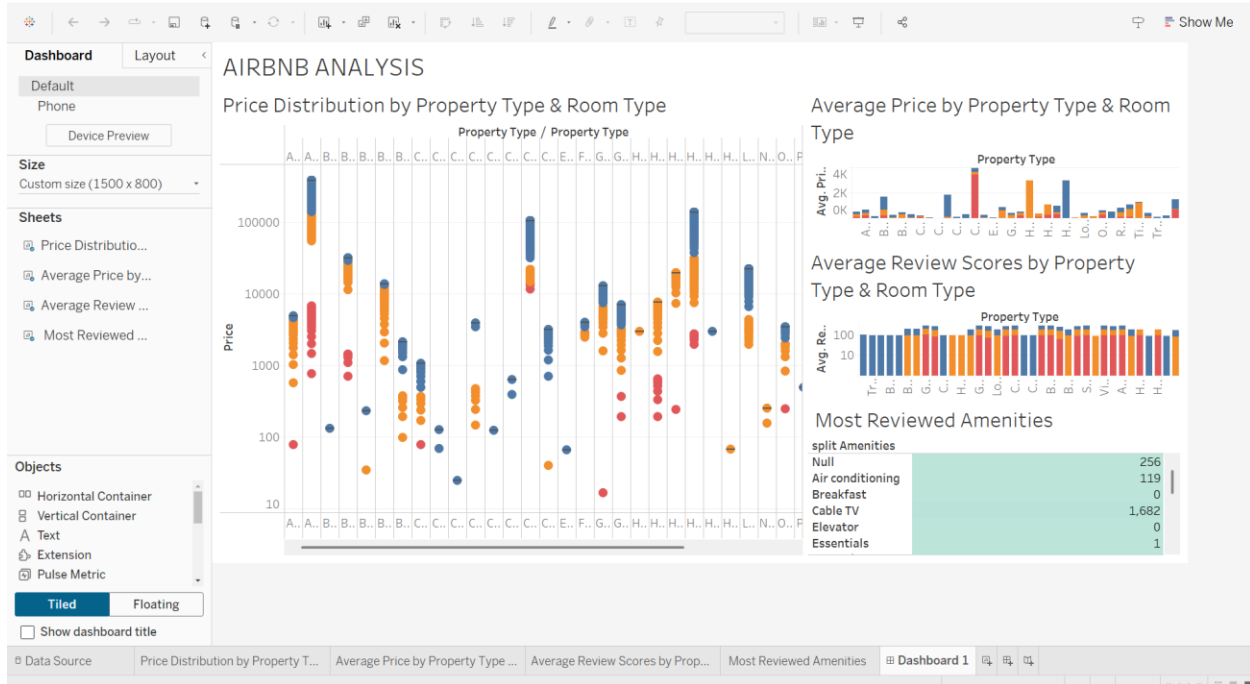 Show Me
Dashboard Layout
Default
Phone
Device Preview
Size
Custom size (1500 x 800)
Sheets
Price Distributio...
Average Price by...
Average Review ...
Most Reviewed ...
Objects
Horizontal Container
Vertical Container
Text
Extension
Pulse Metric
Tiled Floating
Show dashboard title
AIRBNB ANALYSIS
Price Distribution by Property Type & Room Type
Property Type / Property Type
A.. A.. B.. B.. B.. B.. B.. C.. C.. C.. C.. C.. C.. C.. C.. E.. F.. G.. G.. H.. H.. H.. H.. H.. H.. L.. N.. O.. P
Price
100000
10000
1000
100
10
A.. A.. B.. B.. B.. B.. B.. C.. C.. C.. C.. C.. C.. C.. C.. E.. F.. G.. G.. H.. H.. H.. H.. H.. H.. L.. N.. O.. P
Average Price by Property Type & Room
Type
Property Type
Avg. Pri..
4K
2K
0K
A.. B.. B.. C.. C.. C.. C.. E.. G.. H.. H.. H.. Lo.. O.. R.. Ti.. Tr..
Average Review Scores by Property
Type & Room Type
Property Type
Avg. Re..
100
10
Tr.. B.. B.. G.. C.. H.. G.. Lo.. C.. C.. B.. B.. S.. Vi.. A.. H.. H..
Most Reviewed Amenities
split Amenities
Null 256
Air conditioning 119
Breakfast 0
Cable TV 1,682
Elevator 0
Essentials 1
Data Source Price Distribution by Property T... Average Price by Property Type ... Average Review Scores by Prop... Most Reviewed Amenities Dashboard 1